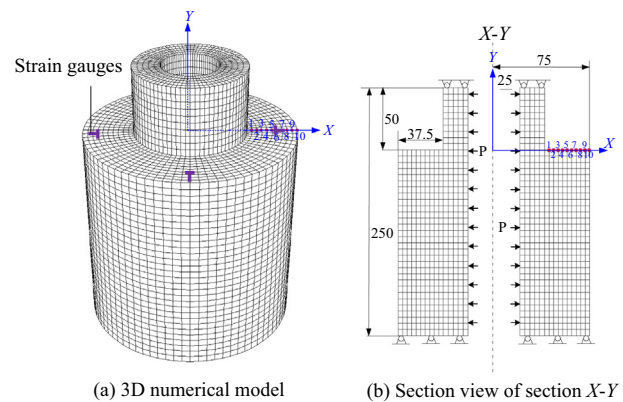 Y
Strain gauges
1 3 5 7 9
X
2 4 6 8 10
(a) 3D numerical model
X-Y
75
Y
25
50
37.5
P
X
1 3 5 7 9
2 4 6 8 10
250
P
(b) Section view of section X-Y